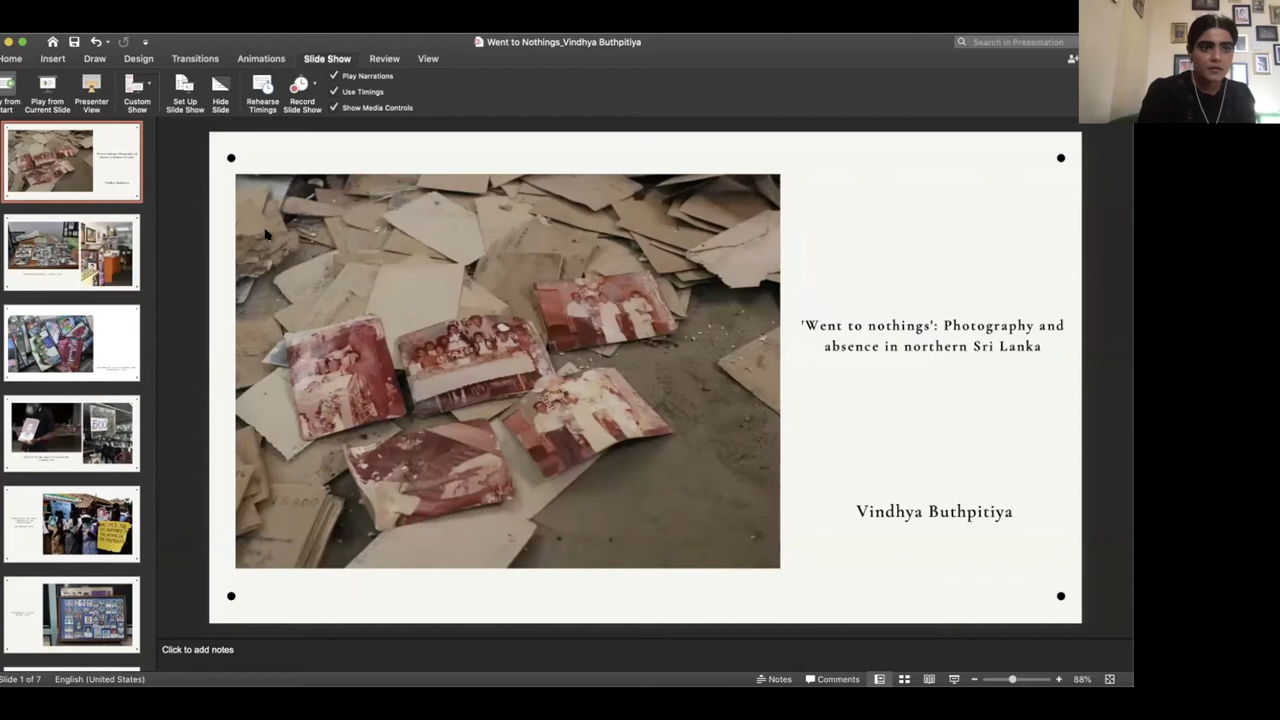 Went to Nothings_Vindhya Buthpitiya
Search in Presentation
Home Insert Draw Design Transitions Animations Slide Show Review View
Play from Current Slide
Presenter View
Custom Show
Set Up Slide Show
Hide Slide
Rehearse Timings
Record Slide Show
Play Narrations
Use Timings
Show Media Controls
'Went to nothings': Photography and
absence in northern Sri Lanka
Vindhya Buthpitiya
Click to add notes
Slide 1 of 7 English (United States) Notes Comments 88%